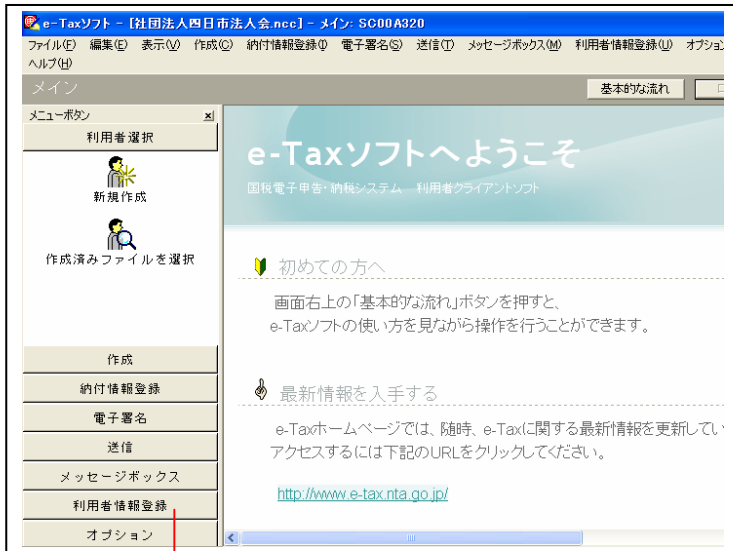 e-Taxソフト - [社団法人四日市法人会.ncc] - メイン: SC00A320
ファイル(F) 編集(E) 表示(V) 作成(C) 納付情報登録(I) 電子署名(S) 送信(T) メッセージボックス(M) 利用者情報登録(U) オプション
ヘルプ(H)
メイン
基本的な流れ
メニューボタン
利用者選択
新規作成
作成済みファイルを選択
作成
納付情報登録
電子署名
送信
メッセージボックス
利用者情報登録
オプション
e-Taxソフトへようこそ
国税電子申告・納税システム 利用者クライアントソフト
初めての方へ
画面右上の「基本的な流れ」ボタンを押すと、
e-Taxソフトの使い方を見ながら操作を行うことができます。
最新情報を入手する
e-Taxホームページでは、随時、e-Taxに関する最新情報を更新してい
アクセスするには下記のURLをクリックしてください。
http://www.e-tax.nta.go.jp/